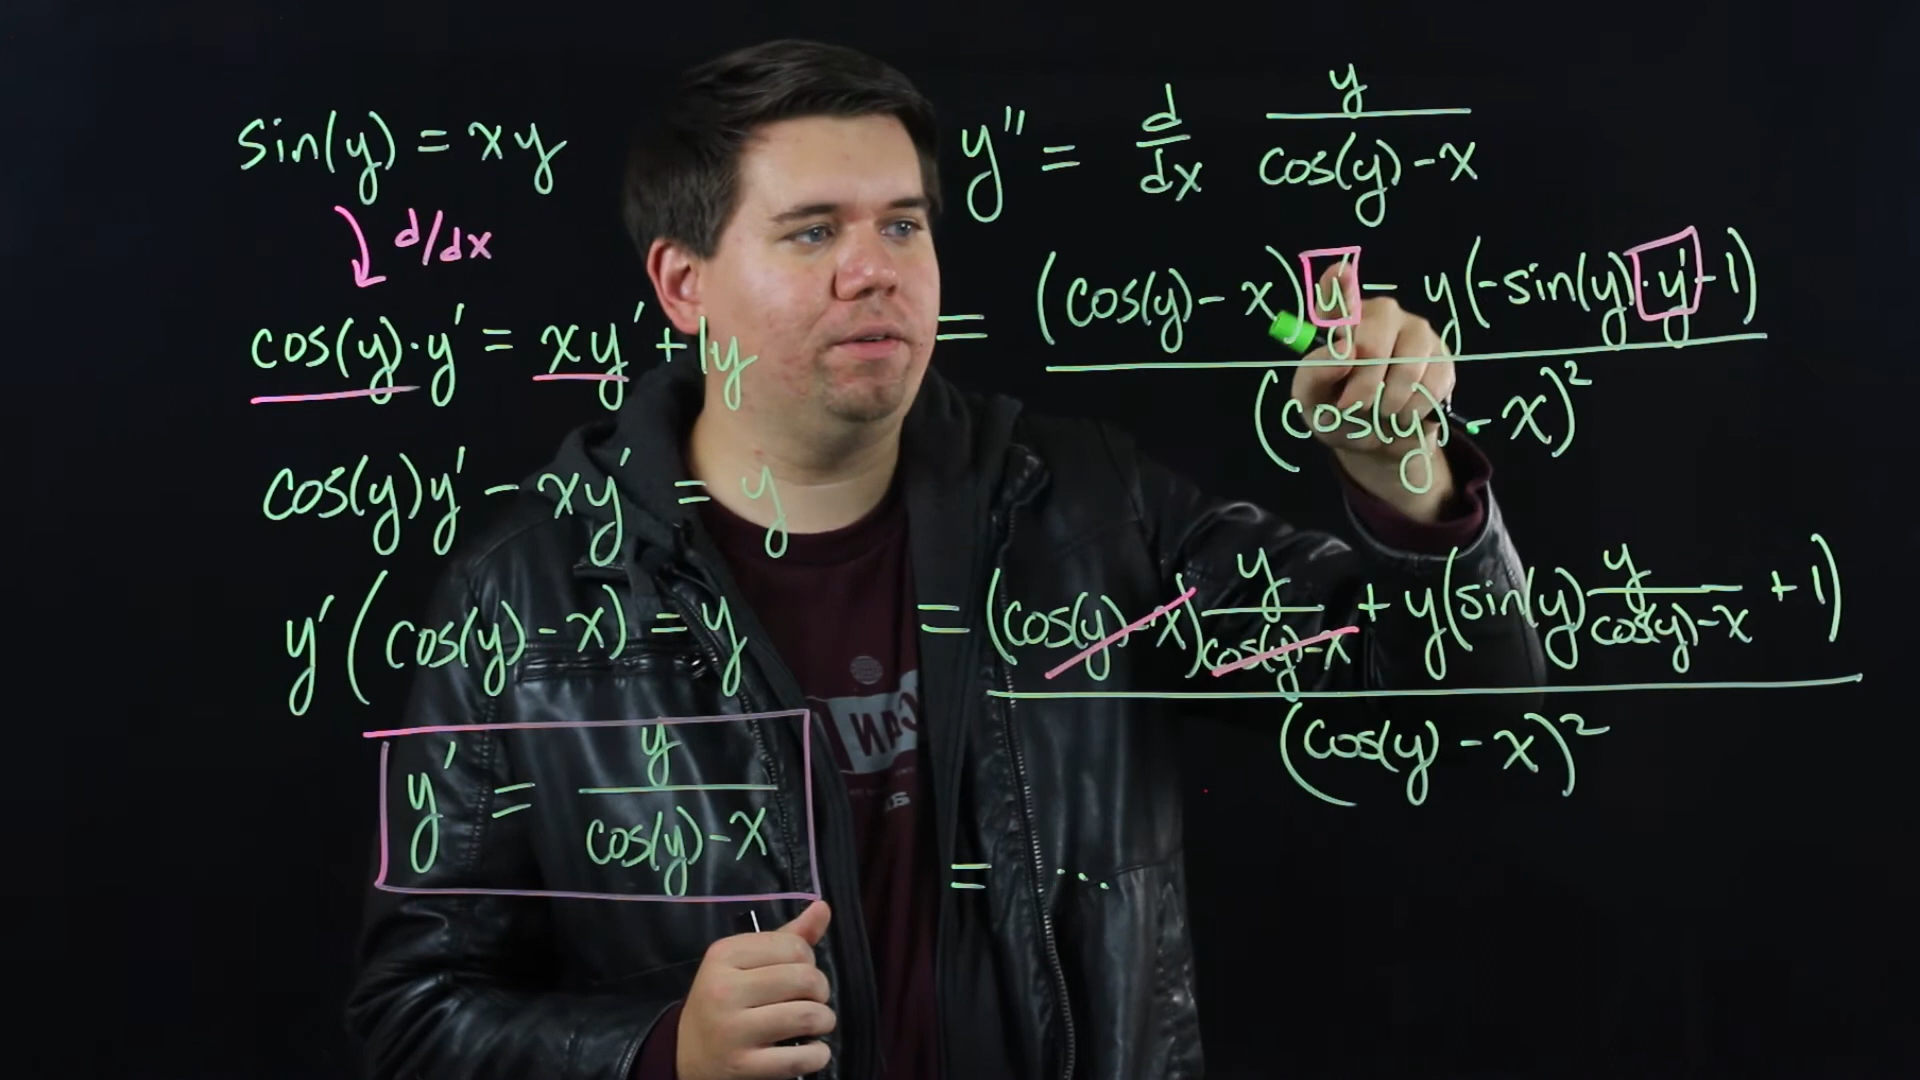 sin(y) = xy
d/dx
cos(y)·y' = xy' + 1y
cos(y)y' - xy' = y
y'(cos(y) - x) = y
y' = y / (cos(y) - x)
y'' = d/dx y / (cos(y) - x)
= ((cos(y) - x)y' - y(-sin(y)·y' - 1)) / (cos(y) - x)²
= ((cos(y) - x) y/(cos(y) - x) + y(sin(y) y/(cos(y) - x) + 1)) / (cos(y) - x)²
= ...